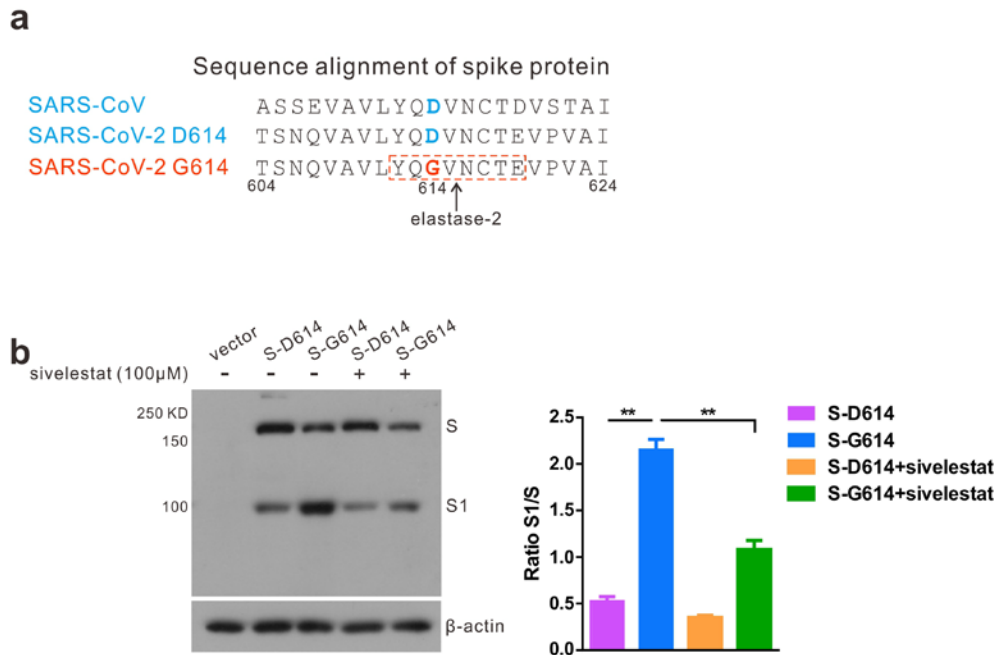 a
Sequence alignment of spike protein
SARS-CoV ASSEVAVLYQDVNCTDVSTAI
SARS-CoV-2 D614 TSNQVAVLYQDVNCTEVPVAI
SARS-CoV-2 G614 TSNQVAVLYQGVNCTEVPVAI
604 614 624
elastase-2
b
vector S-D614 S-G614 S-D614 S-G614
sivelestat (100μM) - - - + +
250 KD
150
100
S
S1
β-actin
Ratio S1/S
2.5
2.0
1.5
1.0
0.5
0.0
** **
S-D614
S-G614
S-D614+sivelestat
S-G614+sivelestat